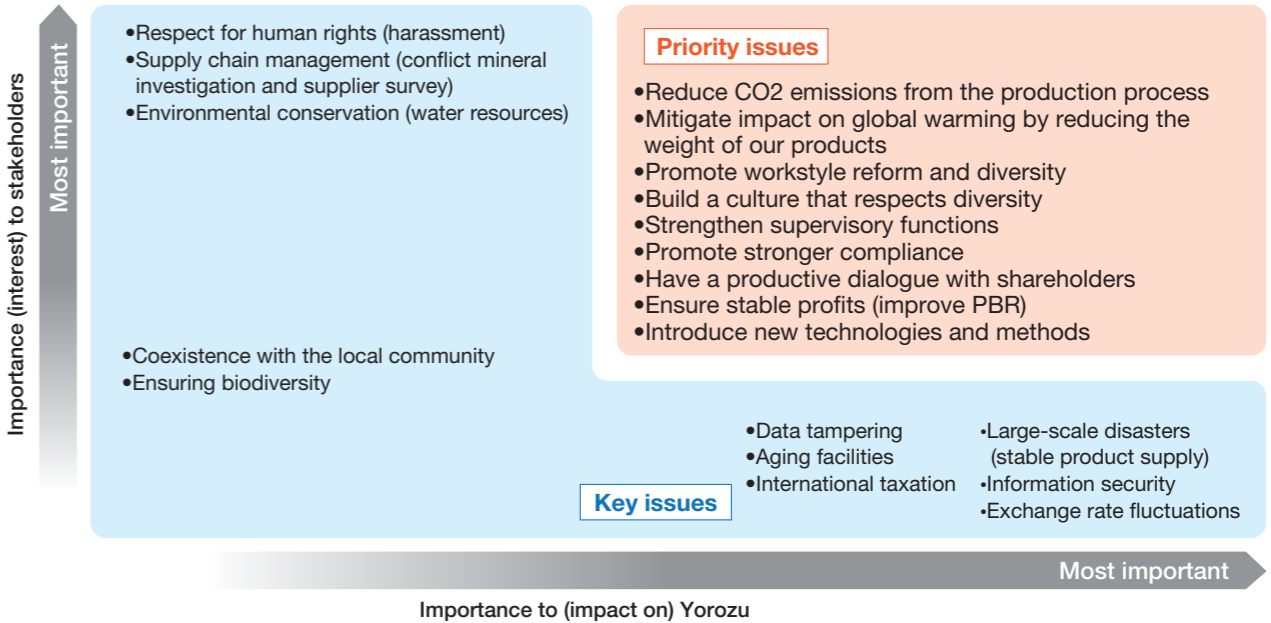 Importance (interest) to stakeholders
Most important
•Respect for human rights (harassment)
•Supply chain management (conflict mineral
investigation and supplier survey)
•Environmental conservation (water resources)
•Coexistence with the local community
•Ensuring biodiversity
Priority issues
•Reduce CO2 emissions from the production process
•Mitigate impact on global warming by reducing the
weight of our products
•Promote workstyle reform and diversity
•Build a culture that respects diversity
•Strengthen supervisory functions
•Promote stronger compliance
•Have a productive dialogue with shareholders
•Ensure stable profits (improve PBR)
•Introduce new technologies and methods
Key issues
•Data tampering
•Aging facilities
•International taxation
•Large-scale disasters
(stable product supply)
•Information security
•Exchange rate fluctuations
Most important
Importance to (impact on) Yorozu